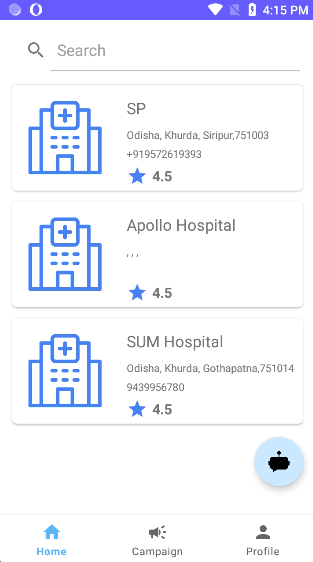 4:15 PM
Search
SP
Odisha, Khurda, Siripur,751003
+919572619393
4.5
Apollo Hospital
, , ,
4.5
SUM Hospital
Odisha, Khurda, Gothapatna,751014
9439956780
4.5
Home
Campaign
Profile